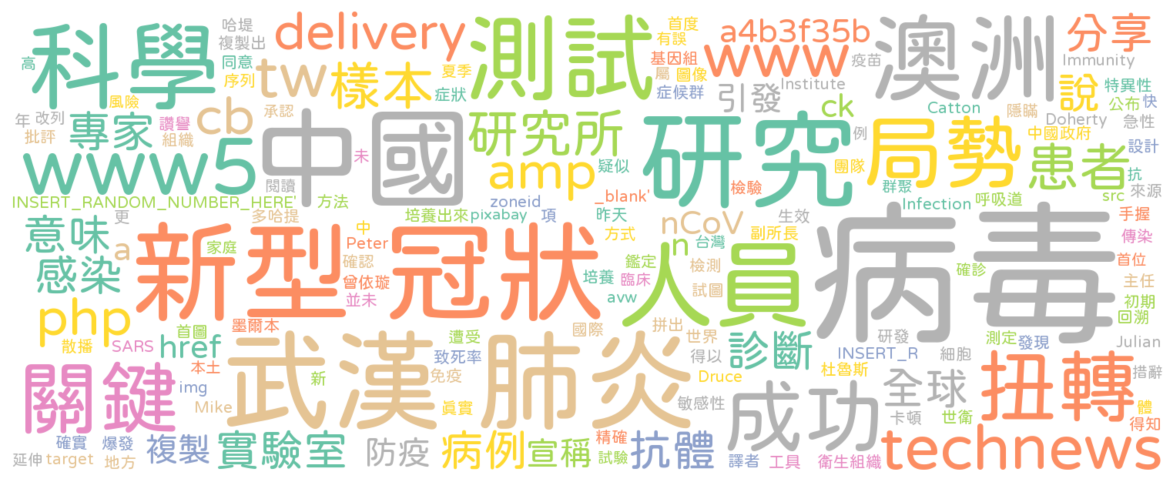 科學
哈堤
複製出
delivery
測試
首度
有誤
www
a4b3f35b
澳洲
分享
高
同意
序列
tw
樣本
夏季
症狀
基因組
屬
圖像
症候群
引發
疫苗
Institute
Immunity
特異性
說
公布
快
年
改列
風險
批評
專家
讚譽
組織
cb
承認
中國
研究所
研究
ck
Catton
隱瞞
Doherty
急性
例
局勢
中國政府
設計
患者
www5
未
閱讀
amp
疑似
團隊
檢驗
群聚
抗
來源
INSERT_RANDOM_NUMBER_HERE'
方法
zoneid
_blank'
Infection
呼吸道
src
意味
更
多哈提
中
培養出來
pixabay
項
昨天
nCoV
生效
手握
a
新型
冠狀
家庭
Peter
確認
方式
n
台灣
副所長
病毒
傳染
感染
曾依璇
並未
鑑定
培養
臨床
檢測
人員
確診
首位
試圖
avw
主任
php
首圖
墨爾本
遭受
國際
拼出
初期
回溯
散播
SARS
href
武漢
肺炎
世界
診斷
研發
測定
發現
Julian
本土
致死率
得以
INSERT_R
細胞
關鍵
img
新
免疫
Druce
杜魯斯
扭轉
措辭
Mike
真實
敏感性
成功
全球
卡頓
世衛
體
得知
確實
爆發
複製
實驗室
防疫
病例
宣稱
精確
抗體
延伸
target
地方
試驗
譯者
工具
衛生組織
technews